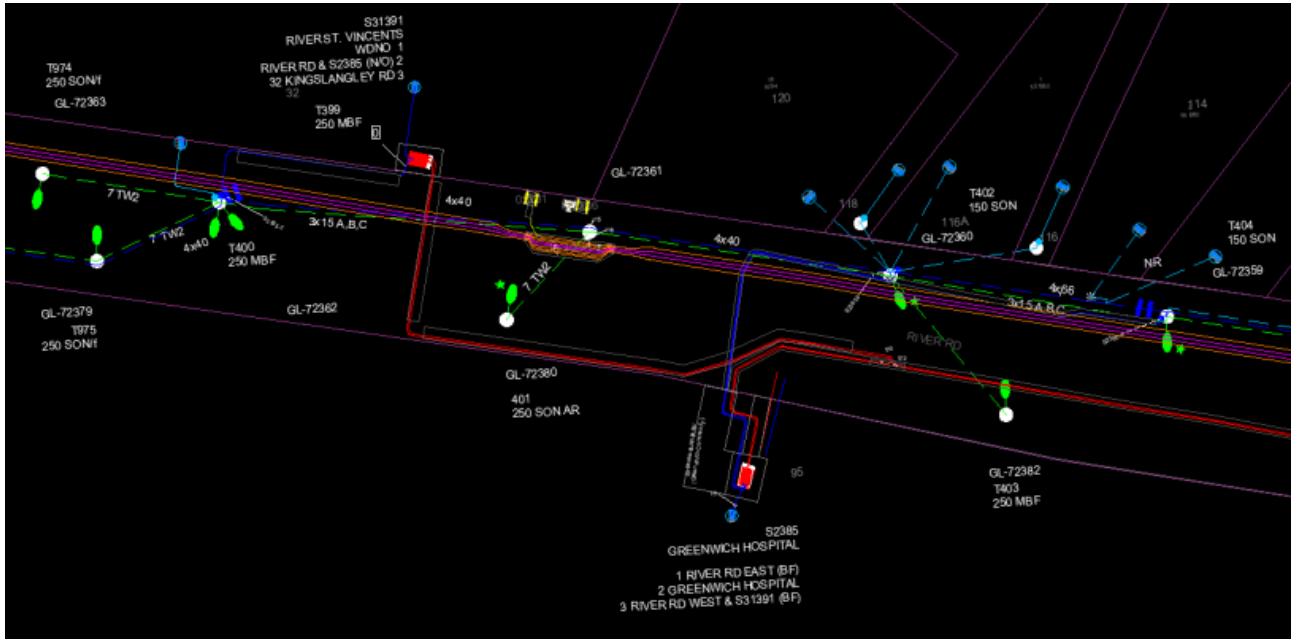 S31391
RIVER ST. VINCENTS
WDNO 1
RIVER RD & S2385 (N/O) 2
32 KINGSLANGLEY RD 3
32
T974
250 SON/f
GL-72363
T399
250 MBF
0
120
114
GL-72361
7 TW2
4x40
3x15 A,B,C
4x40
118
T402
150 SON
116A
GL-72360
16
T404
150 SON
NR
GL-72359
7 TW2
4x40
T400
250 MBF
7 TW2
4x66
3x15 A,B,C
GL-72379
T975
250 SON/f
GL-72362
RIVER RD
GL-72380
401
250 SON AR
95
GL-72382
T403
250 MBF
S2385
GREENWICH HOSPITAL
1 RIVER RD EAST (BF)
2 GREENWICH HOSPITAL
3 RIVER RD WEST & S31391 (BF)